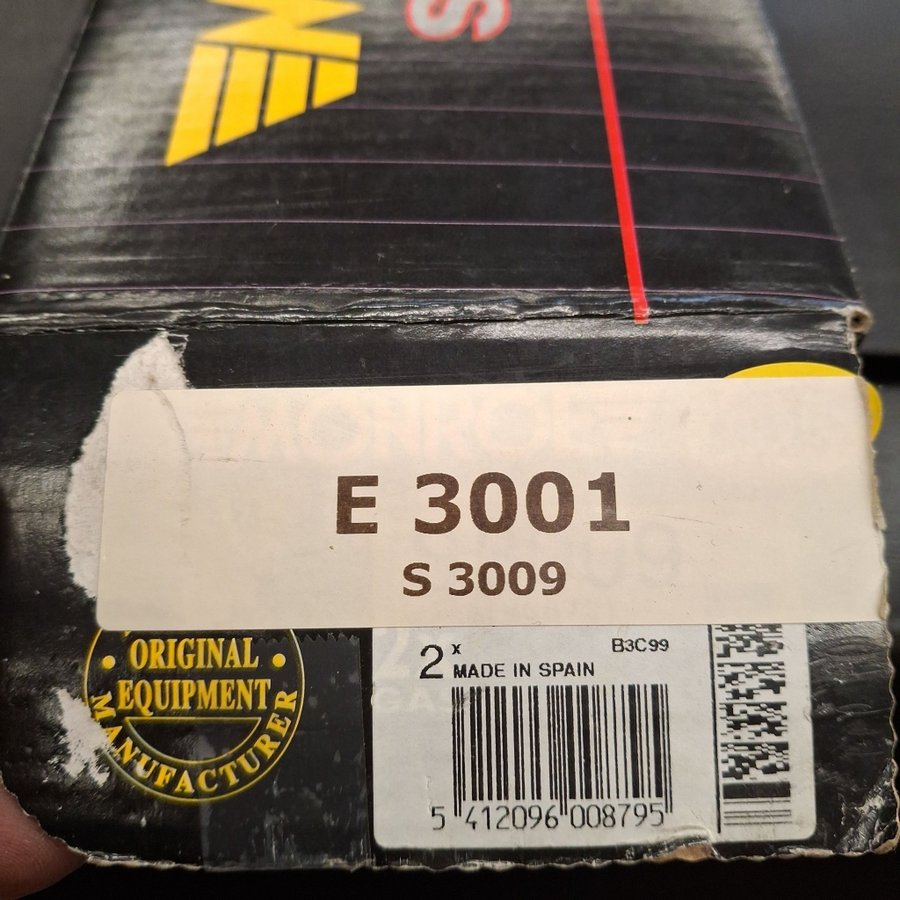 E 3001
S 3009
ORIGINAL
EQUIPMENT
MANUFACTURER
2x
MADE IN SPAIN
B3C99
5 412096 008795